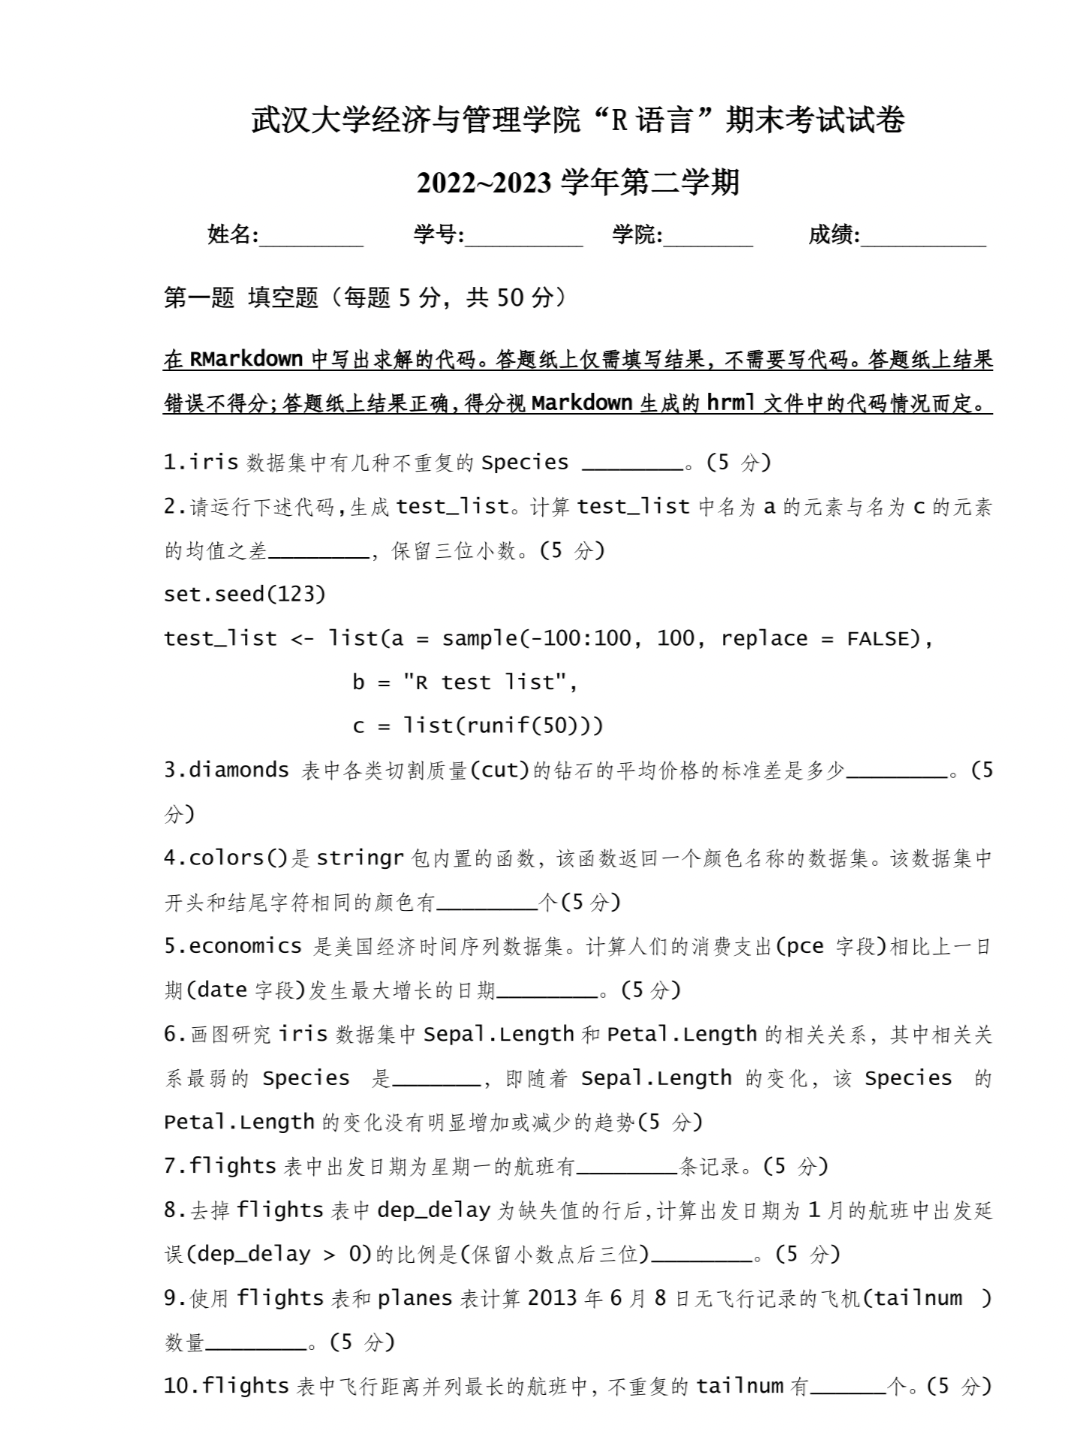 武汉大学经济与管理学院“R 语言”期末考试试卷
2022~2023 学年第二学期
姓名:__________ 学号:___________ 学院:________ 成绩:____________
第一题 填空题（每题 5 分，共 50 分）
在 RMarkdown 中写出求解的代码。答题纸上仅需填写结果，不需要写代码。答题纸上结果
错误不得分;答题纸上结果正确,得分视 Markdown 生成的 hrml 文件中的代码情况而定。
1.iris 数据集中有几种不重复的 Species ________。(5 分)
2.请运行下述代码,生成 test_list。计算 test_list 中名为 a 的元素与名为 c 的元素
的均值之差________，保留三位小数。(5 分)
set.seed(123)
test_list <- list(a = sample(-100:100, 100, replace = FALSE),
b = "R test list",
c = list(runif(50)))
3.diamonds 表中各类切割质量(cut)的钻石的平均价格的标准差是多少________。(5
分)
4.colors()是 stringr 包内置的函数，该函数返回一个颜色名称的数据集。该数据集中
开头和结尾字符相同的颜色有________个(5 分)
5.economics 是美国经济时间序列数据集。计算人们的消费支出(pce 字段)相比上一日
期(date 字段)发生最大增长的日期________。(5 分)
6.画图研究 iris 数据集中 Sepal.Length 和 Petal.Length 的相关关系，其中相关关
系最弱的 Species 是_______，即随着 Sepal.Length 的变化，该 Species 的
Petal.Length 的变化没有明显增加或减少的趋势(5 分)
7.flights 表中出发日期为星期一的航班有________条记录。(5 分)
8.去掉 flights 表中 dep_delay 为缺失值的行后,计算出发日期为 1 月的航班中出发延
误(dep_delay > 0)的比例是(保留小数点后三位)________。(5 分)
9.使用 flights 表和 planes 表计算 2013 年 6 月 8 日无飞行记录的飞机(tailnum )
数量________。(5 分)
10.flights 表中飞行距离并列最长的航班中，不重复的 tailnum 有______个。(5 分)